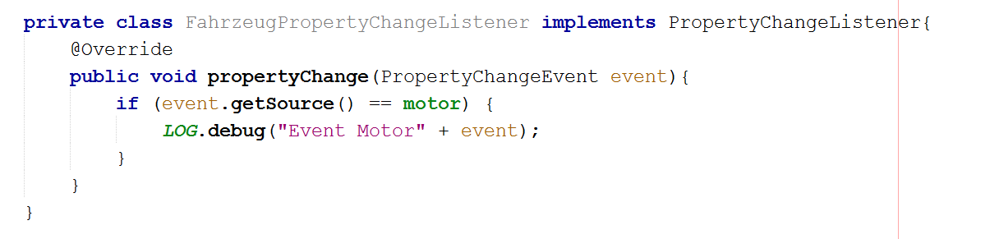 private class FahrzeugPropertyChangeListener implements PropertyChangeListener{
@Override
public void propertyChange(PropertyChangeEvent event){
if (event.getSource() == motor) {
LOG.debug("Event Motor" + event);
}
}
}